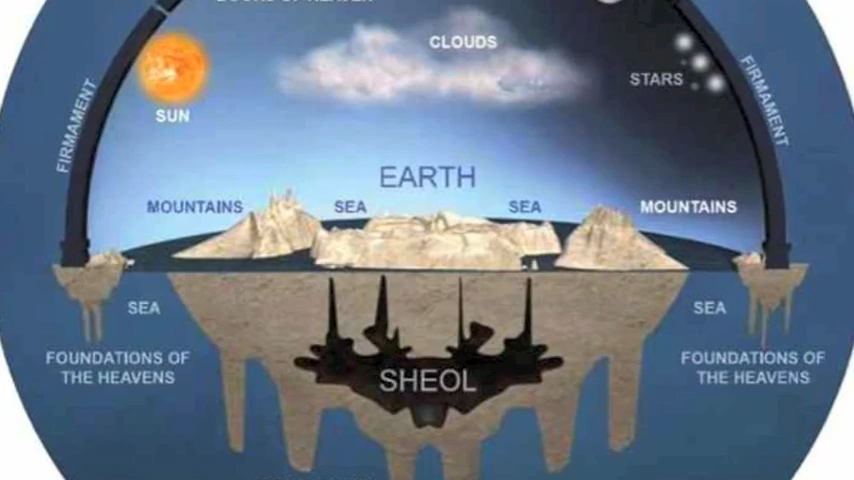 CLOUDS
STARS
FIRMAMENT
FIRMAMENT
SUN
EARTH
MOUNTAINS
SEA
SEA
MOUNTAINS
SEA
SEA
FOUNDATIONS OF
THE HEAVENS
FOUNDATIONS OF
THE HEAVENS
SHEOL